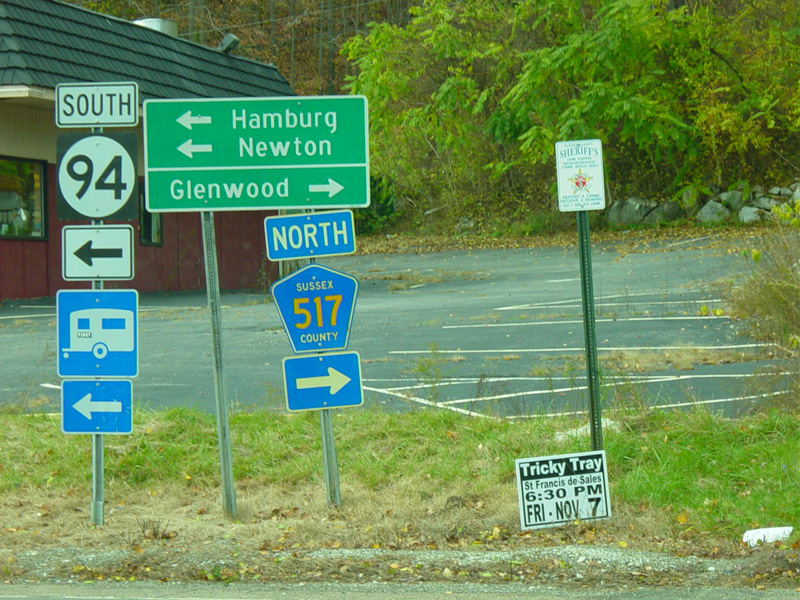 SOUTH
94
Hamburg
Newton
Glenwood
NORTH
SUSSEX
517
COUNTY
SHERIFF'S
Tricky Tray
St Francis de Sales
6:30 PM
FRI - NOV 7